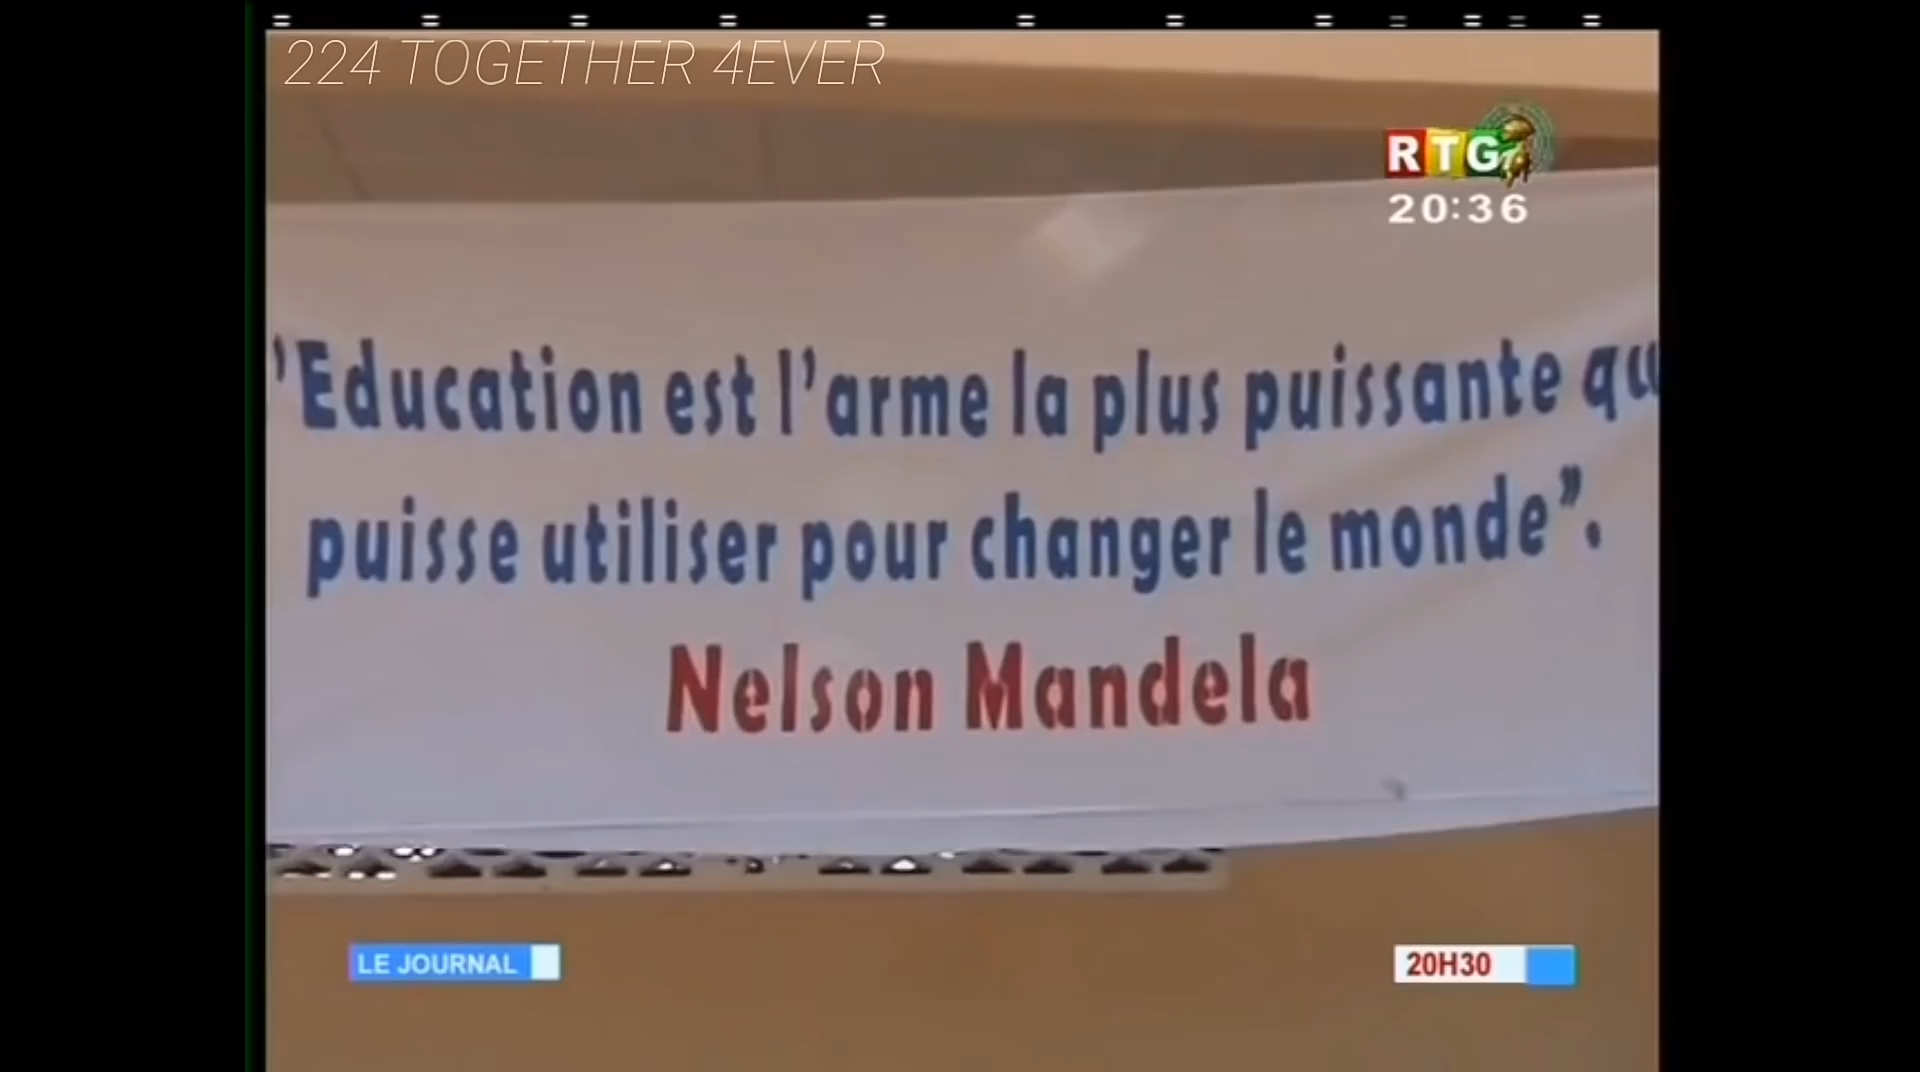 224 TOGETHER 4EVER
RTG
20:36
'Education est l'arme la plus puissante qu
puisse utiliser pour changer le monde".
Nelson Mandela
LE JOURNAL
20H30